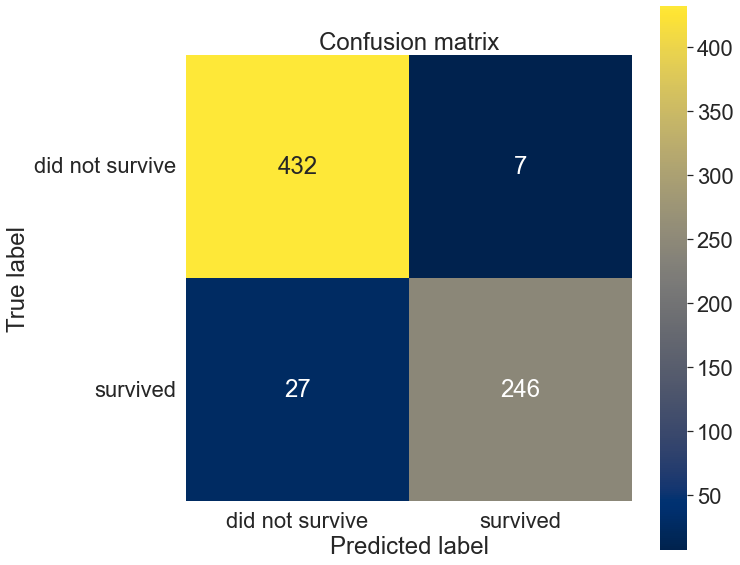 Confusion matrix
did not survive
432
7
survived
27
246
did not survive
survived
Predicted label
True label
400
350
300
250
200
150
100
50